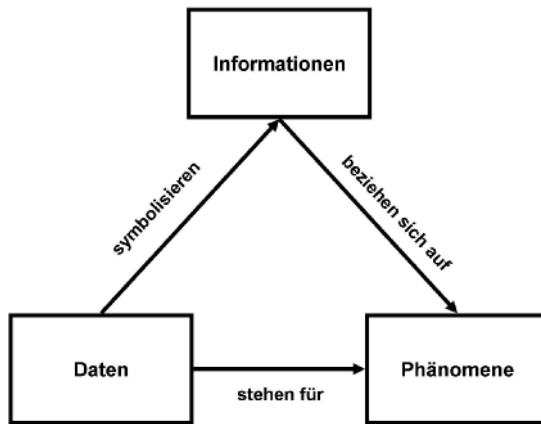 Informationen
symbolisieren
beziehen sich auf
Daten
stehen für
Phänomene